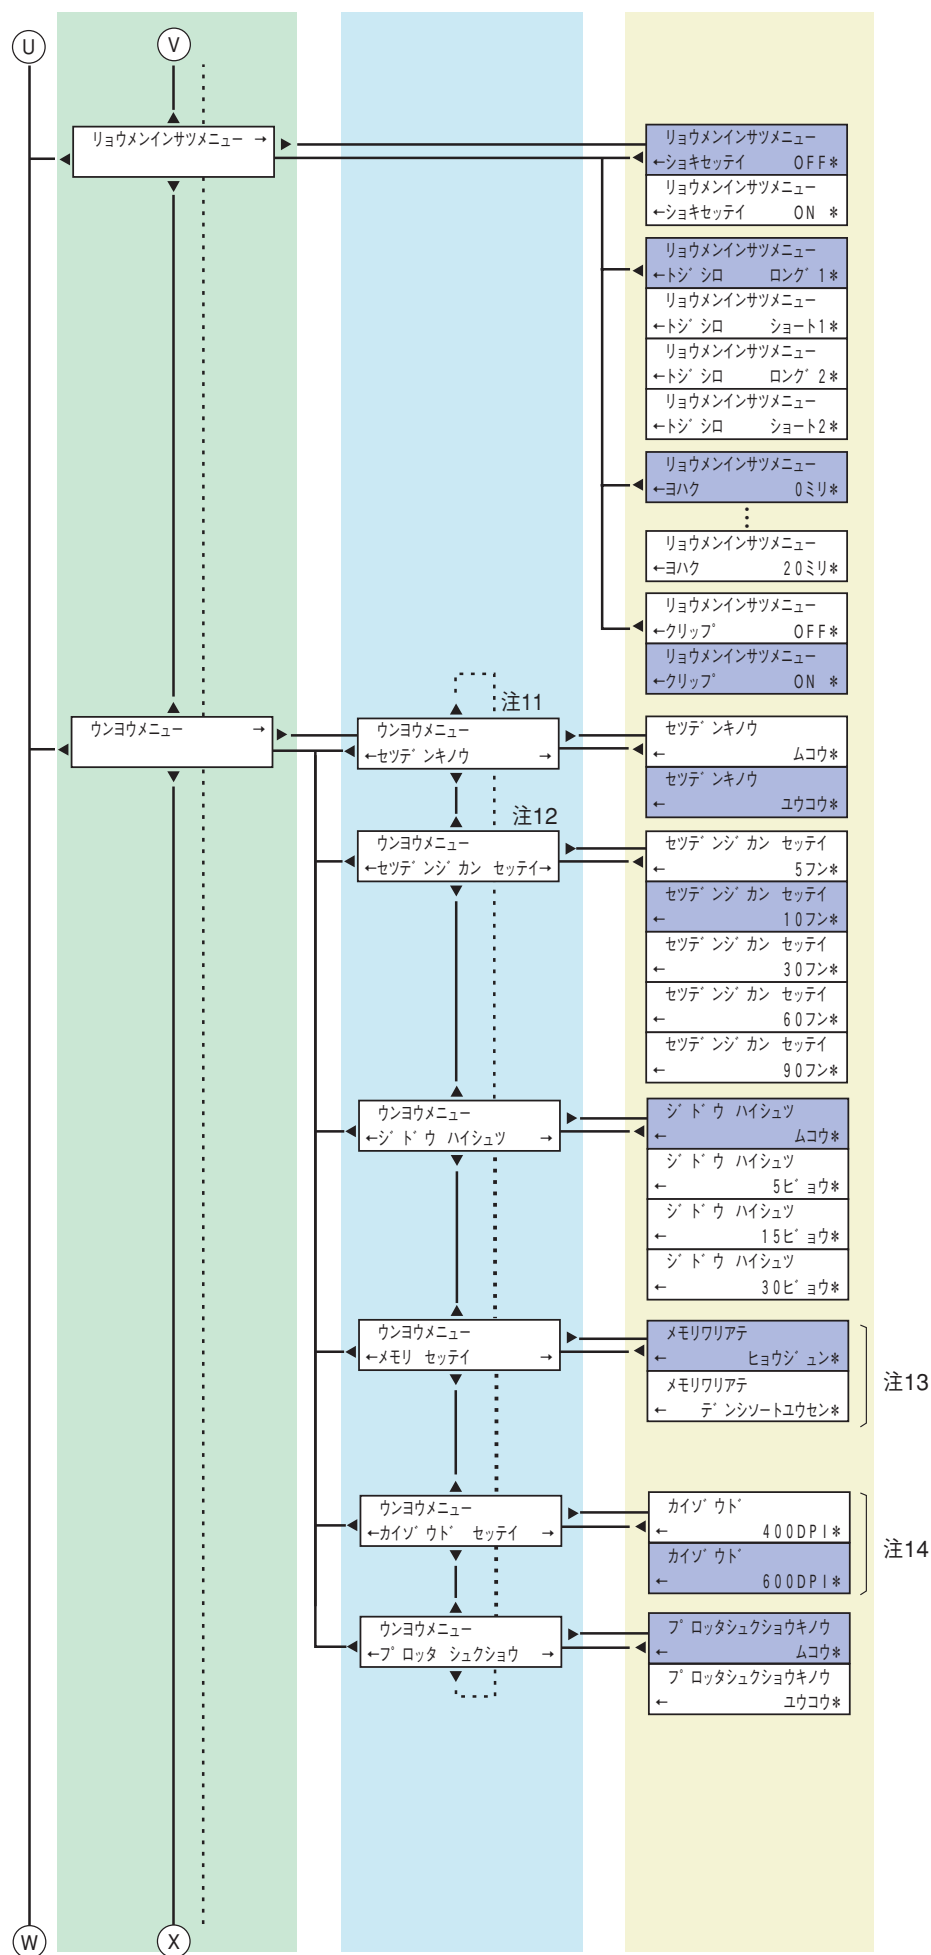 U
V
リョウメンインサツメニュー →
リョウメンインサツメニュー
←ショキセッテイ OFF*
リョウメンインサツメニュー
←ショキセッテイ ON *
リョウメンインサツメニュー
←トジシロ ロング1*
リョウメンインサツメニュー
←トジシロ ショート1*
リョウメンインサツメニュー
←トジシロ ロング2*
リョウメンインサツメニュー
←トジシロ ショート2*
リョウメンインサツメニュー
←ヨハク 0ミリ*
リョウメンインサツメニュー
←ヨハク 20ミリ*
リョウメンインサツメニュー
←クリップ OFF*
リョウメンインサツメニュー
←クリップ ON *
ウンヨウメニュー →
注11
ウンヨウメニュー
←セツデンキノウ →
セツデンキノウ
← ムコウ*
セツデンキノウ
← ユウコウ*
注12
ウンヨウメニュー
←セツデンジカン セッテイ→
セツデンジカン セッテイ
← 5フン*
セツデンジカン セッテイ
← 10フン*
セツデンジカン セッテイ
← 30フン*
セツデンジカン セッテイ
← 60フン*
セツデンジカン セッテイ
← 90フン*
ウンヨウメニュー
←ジドウ ハイシュツ →
ジドウ ハイシュツ
← ムコウ*
ジドウ ハイシュツ
← 5ビョウ*
ジドウ ハイシュツ
← 15ビョウ*
ジドウ ハイシュツ
← 30ビョウ*
ウンヨウメニュー
←メモリ セッテイ →
メモリワリアテ
← ヒョウジュン*
メモリワリアテ
← デンシソートユウセン*
注13
ウンヨウメニュー
←カイゾウド セッテイ →
カイゾウド
← 400DPI*
カイゾウド
← 600DPI*
注14
ウンヨウメニュー
←プロッタ シュクショウ →
プロッタシュクショウキノウ
← ムコウ*
プロッタシュクショウキノウ
← ユウコウ*
W
X